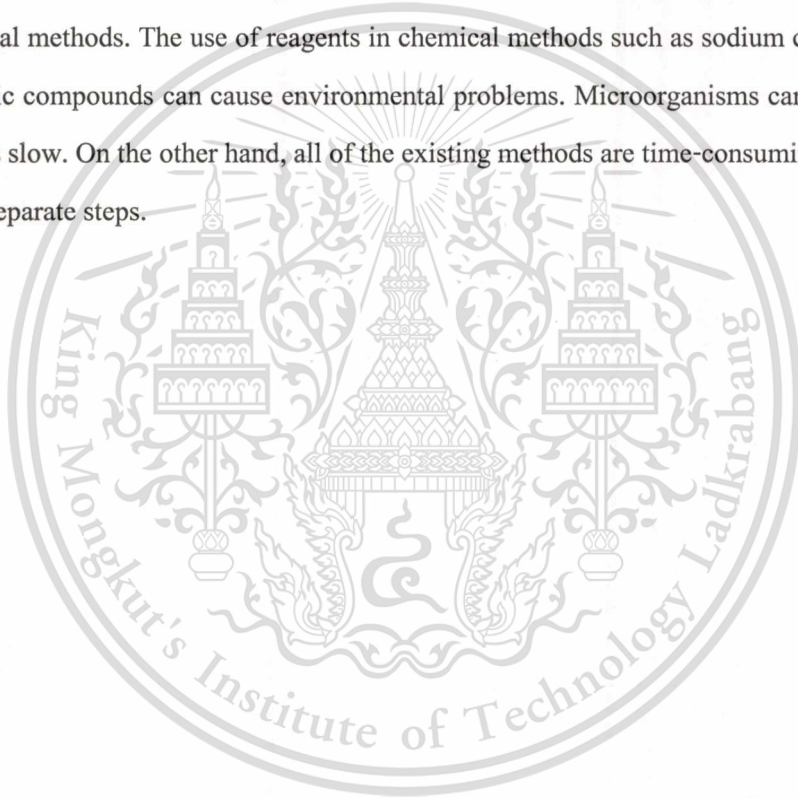 al methods. The use of reagents in chemical methods such as sodium c
ic compounds can cause environmental problems. Microorganisms can
slow. On the other hand, all of the existing methods are time-consumi
eparate steps.
King Mongkut's Institute of Technology Ladkrabang